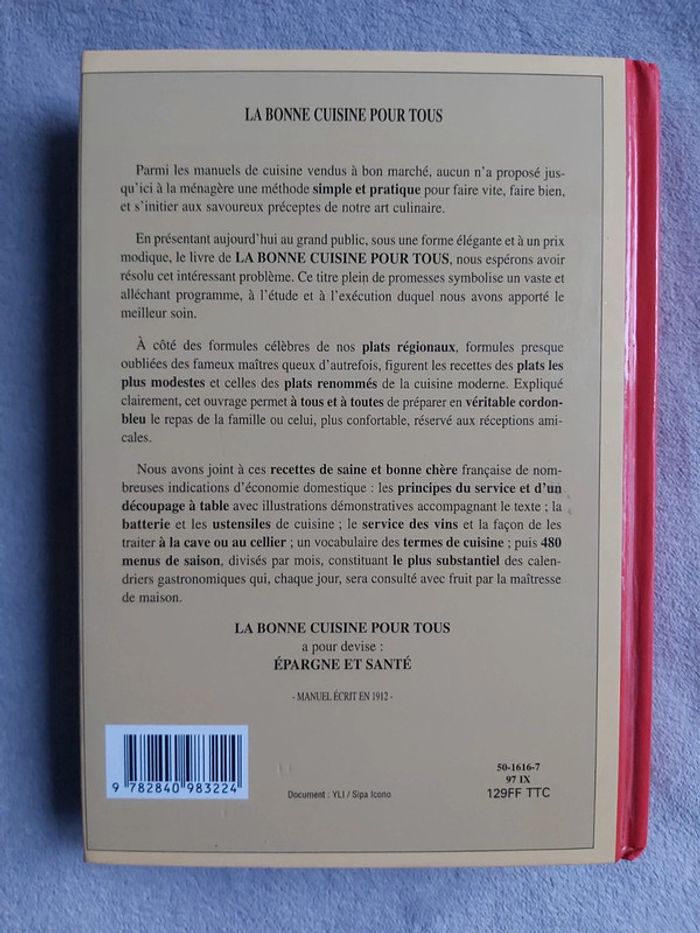 LA BONNE CUISINE POUR TOUS
Parmi les manuels de cuisine vendus à bon marché, aucun n'a proposé jus-
qu'ici à la ménagère une méthode simple et pratique pour faire vite, faire bien,
et s'initier aux savoureux préceptes de notre art culinaire.
En présentant aujourd'hui au grand public, sous une forme élégante et à un prix
modique, le livre de LA BONNE CUISINE POUR TOUS, nous espérons avoir
résolu cet intéressant problème. Ce titre plein de promesses symbolise un vaste et
alléchant programme, à l'étude et à l'exécution duquel nous avons apporté le
meilleur soin.
À côté des formules célèbres de nos plats régionaux, formules presque
oubliées des fameux maîtres queux d'autrefois, figurent les recettes des plats les
plus modestes et celles des plats renommés de la cuisine moderne. Expliqué
clairement, cet ouvrage permet à tous et à toutes de préparer en véritable cordon-
bleu le repas de la famille ou celui, plus confortable, réservé aux réceptions ami-
cales.
Nous avons joint à ces recettes de saine et bonne chère française de nom-
breuses indications d'économie domestique : les principes du service et d'un
découpage à table avec illustrations démonstratives accompagnant le texte ; la
batterie et les ustensiles de cuisine ; le service des vins et la façon de les
traiter à la cave ou au cellier ; un vocabulaire des termes de cuisine ; puis 480
menus de saison, divisés par mois, constituant le plus substantiel des calen-
driers gastronomiques qui, chaque jour, sera consulté avec fruit par la maîtresse
de maison.
LA BONNE CUISINE POUR TOUS
a pour devise :
ÉPARGNE ET SANTÉ
- MANUEL ÉCRIT EN 1912 -
9 782840 983224
Document : YLI / Sipa Icono
50-1616-7
97 IX
129FF TTC